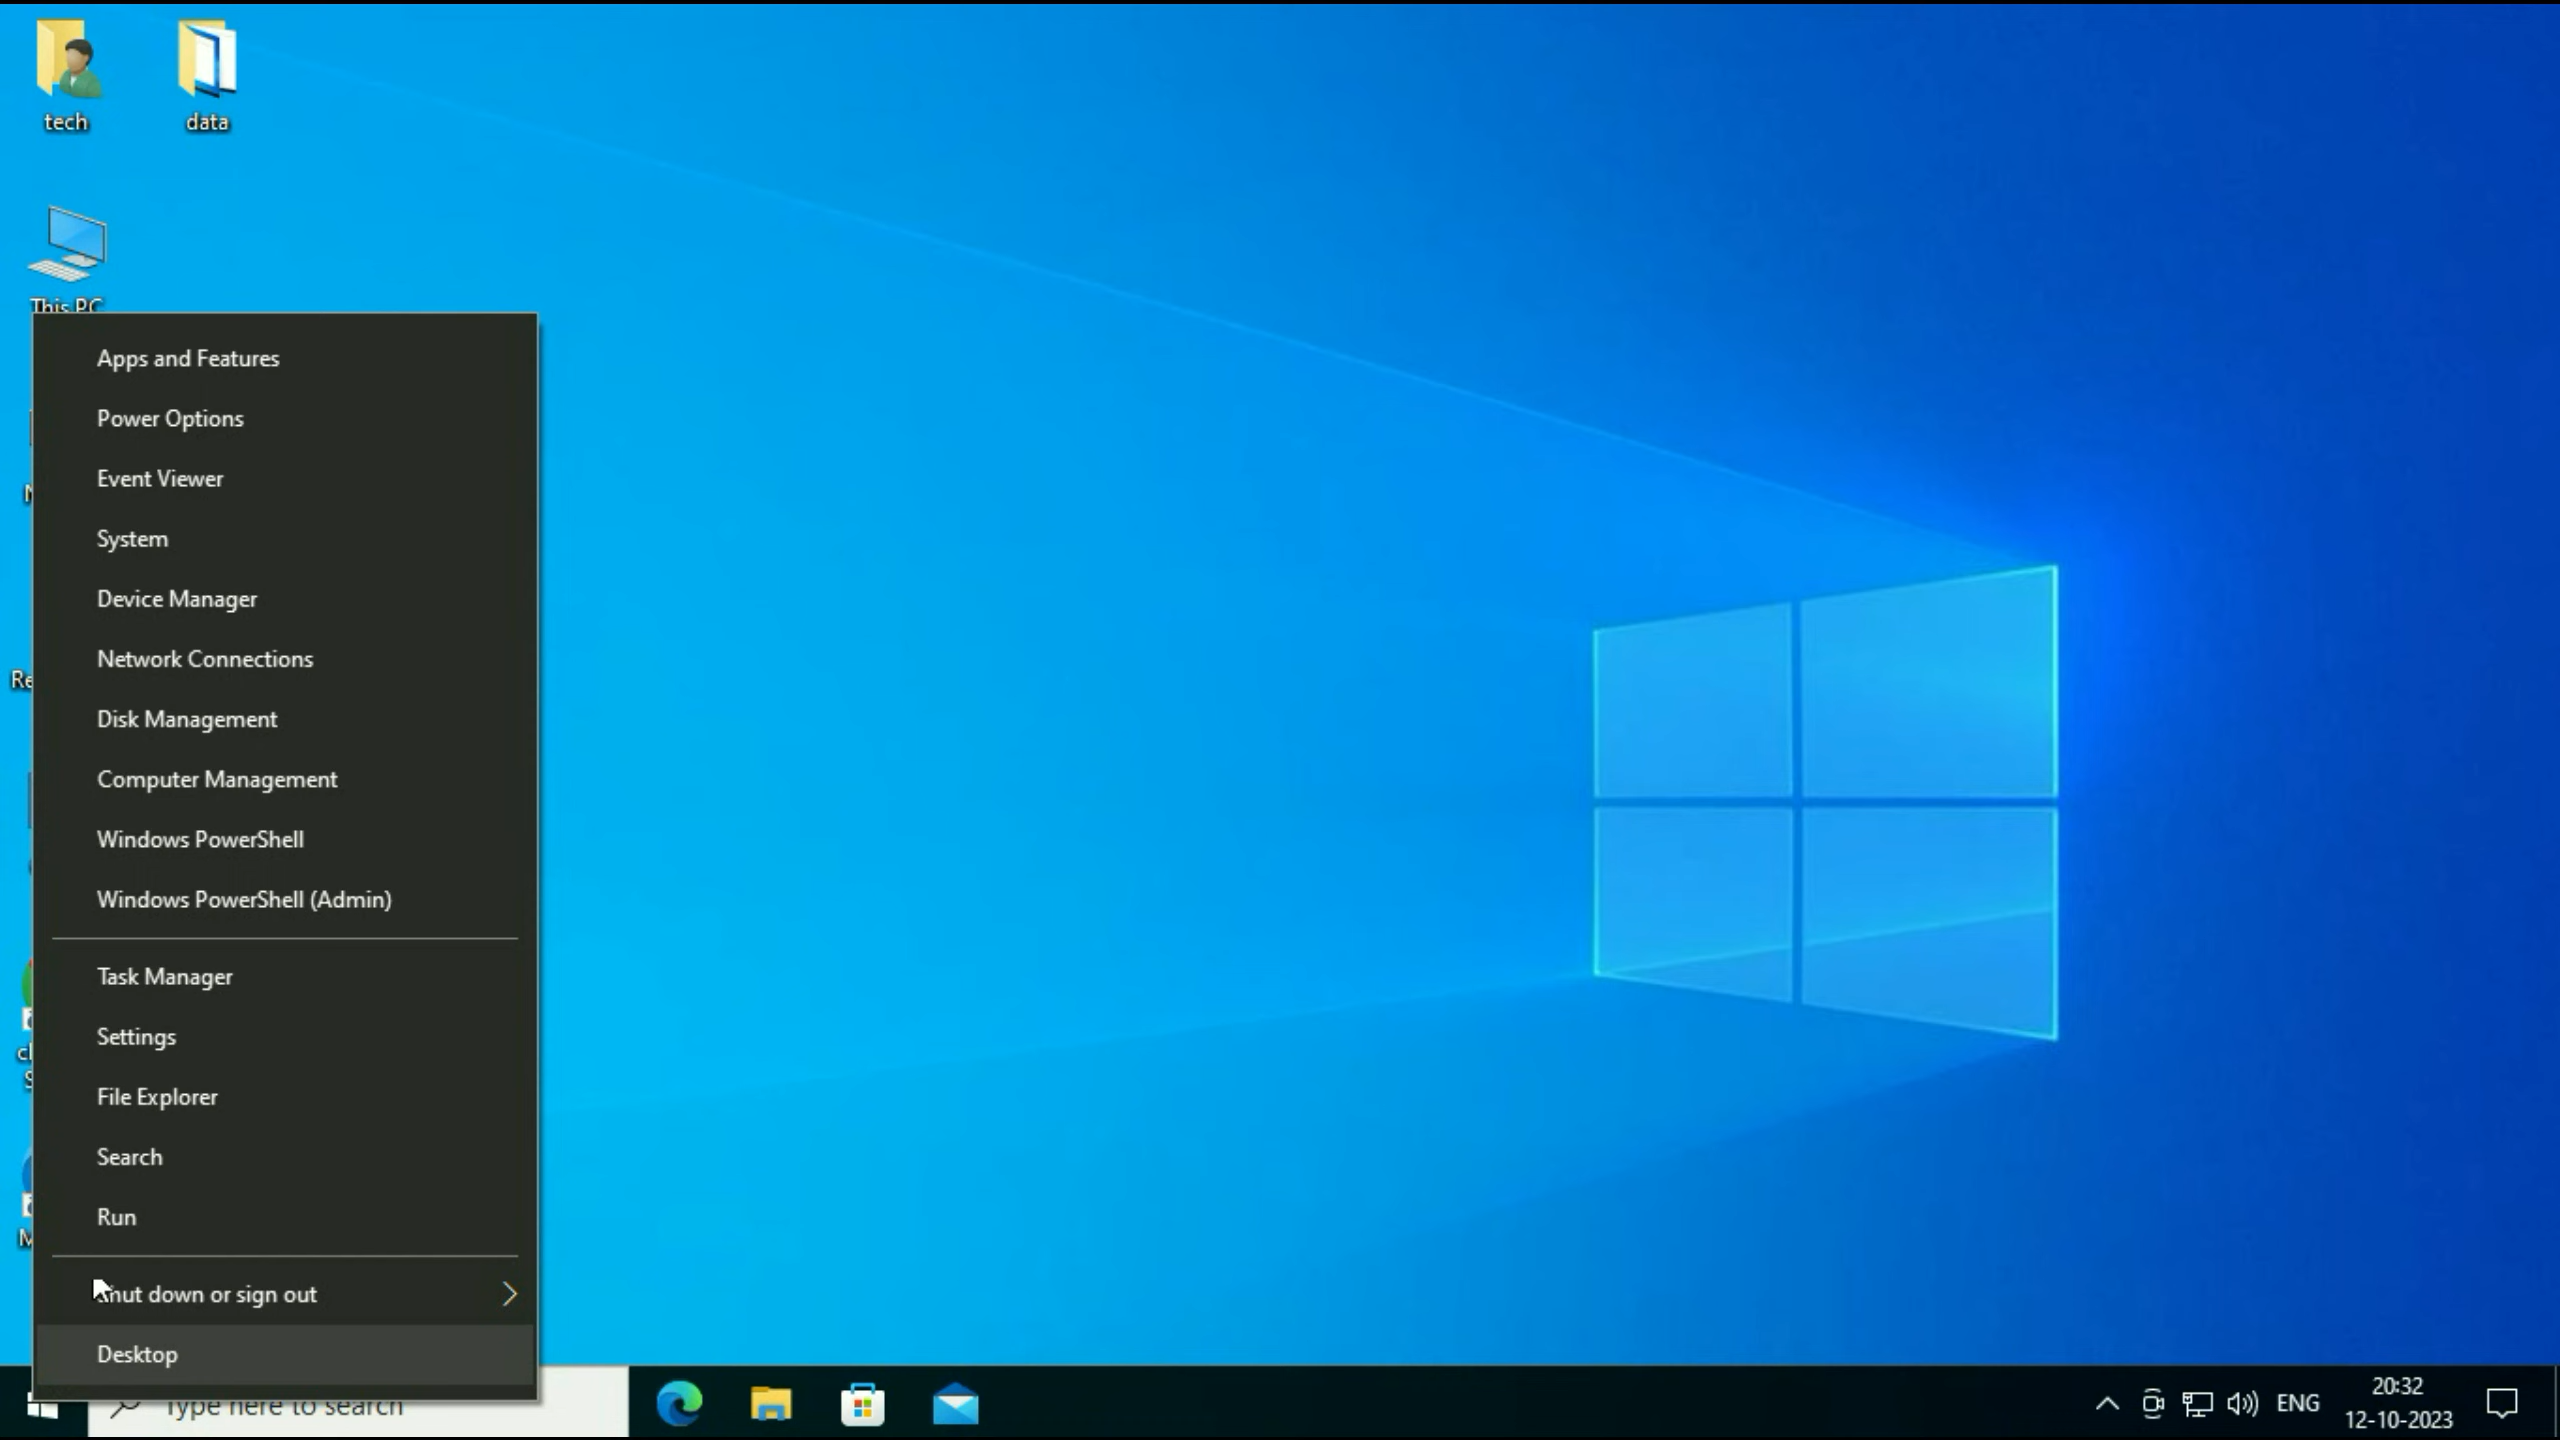 tech
data
This PC
Apps and Features
Power Options
Event Viewer
System
Device Manager
Network Connections
Disk Management
Computer Management
Windows PowerShell
Windows PowerShell (Admin)
Task Manager
Settings
File Explorer
Search
Run
Shut down or sign out
Desktop
Type here to search
ENG
20:32
12-10-2023